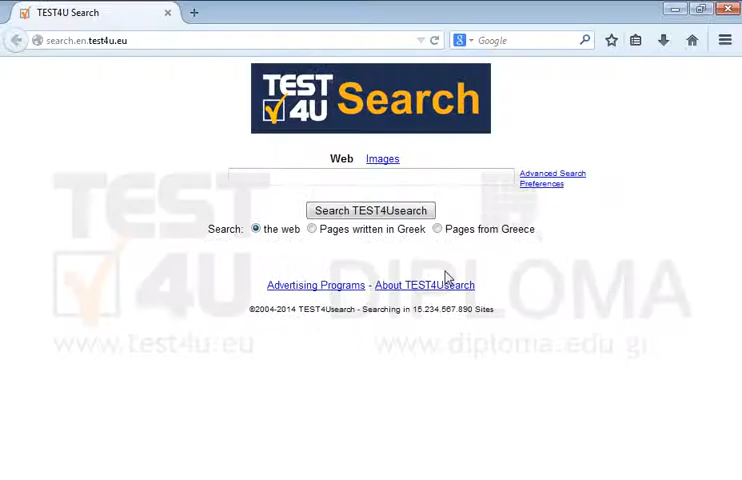 TEST4U Search
search.en.test4u.eu
Google
TEST 4U Search
Web Images
Advanced Search
Preferences
Search TEST4Usearch
Search: the web Pages written in Greek Pages from Greece
Advertising Programs - About TEST4Usearch
©2004-2014 TEST4Usearch - Searching in 15.234.567.890 Sites
TEST 4U DIPLOMA
www.test4u.eu www.diploma.edu.gr